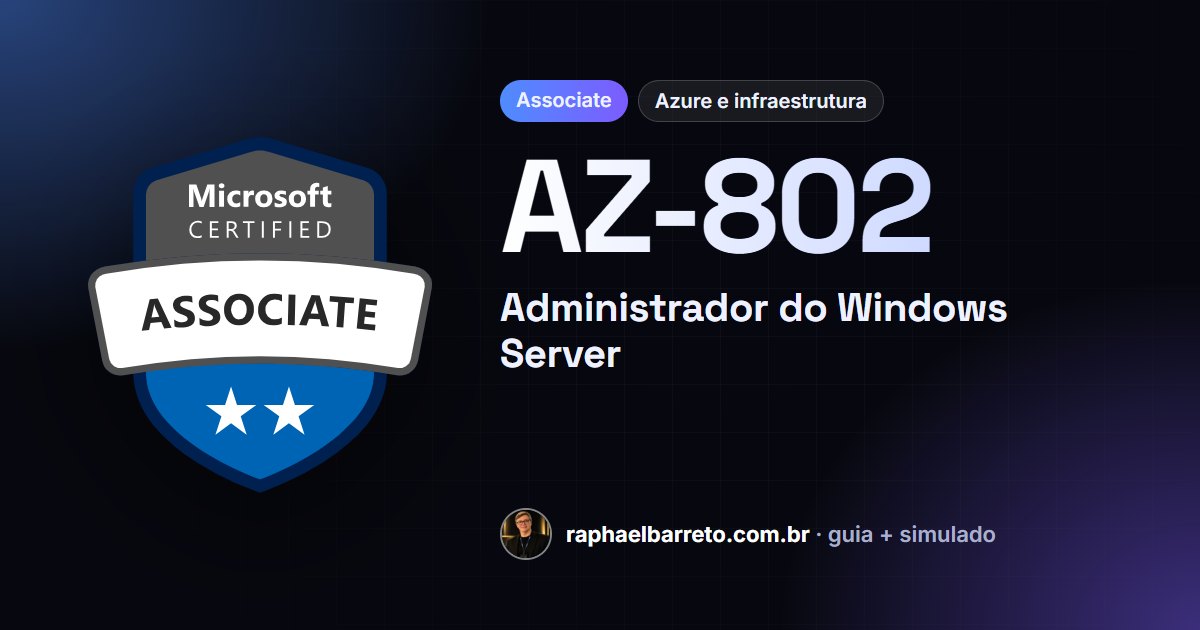 Associate
Azure e infraestrutura
AZ-802
Administrador do Windows
Server
Microsoft
CERTIFIED
ASSOCIATE
raphaelbarreto.com.br · guia + simulado